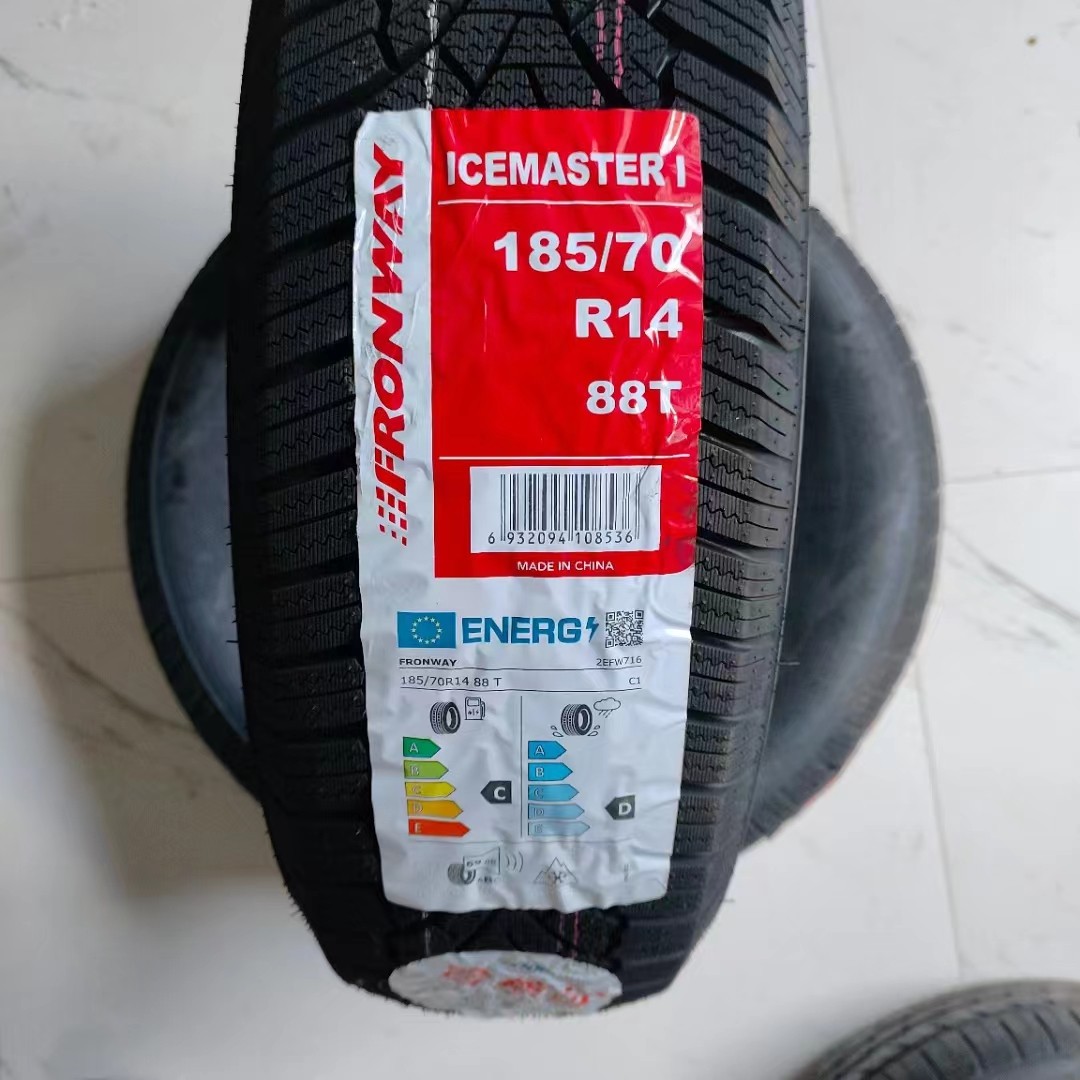 FRONWAY
ICEMASTER I
185/70
R14
88T
6 932094 108536
MADE IN CHINA
ENERG
FRONWAY 2EFW716
185/70R14 88 T C1
A A
B B
C C C
D D D
E E